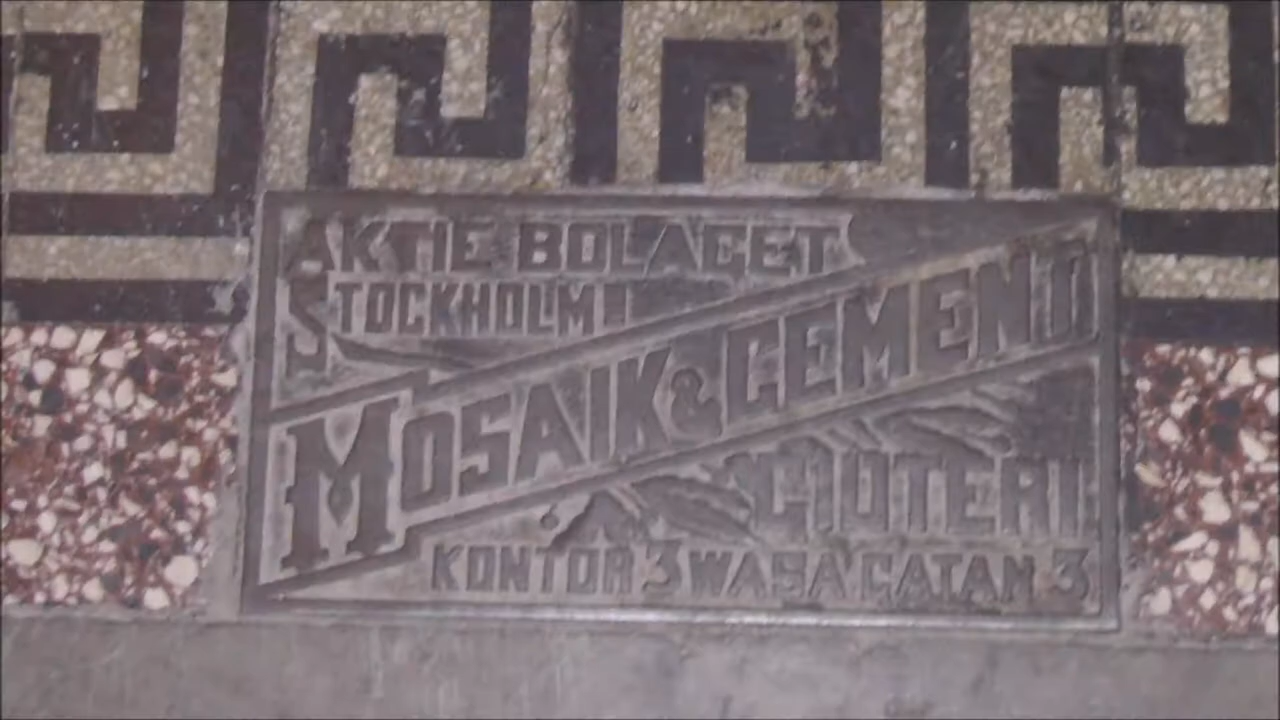 AKTIE BOLAGET
STOCKHOLMS
MOSAIK & CEMENT
GJUTERI
KONTOR 3 WASAGATAN 3